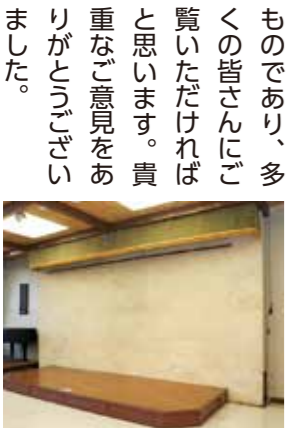 ものであり、多
くの皆さんにご
覧いただければ
と思います。貴
重なご意見をあ
りがとうござい
ました。